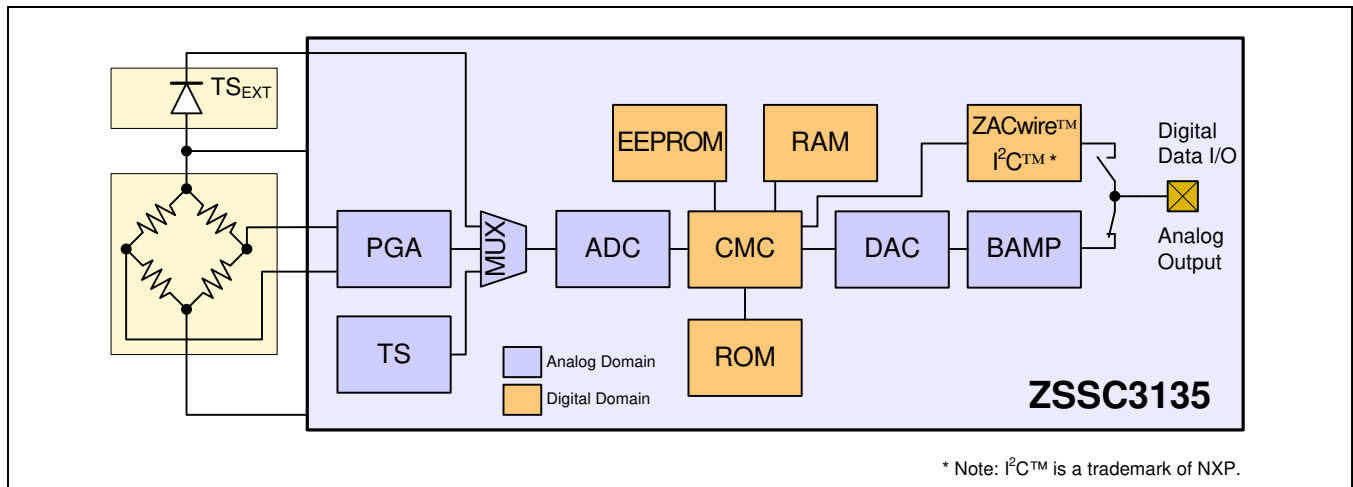 TSEXT
EEPROM
RAM
ZACwire™
I²C™ *
Digital
Data I/O
PGA
MUX
ADC
CMC
DAC
BAMP
Analog
Output
TS
Analog Domain
Digital Domain
ROM
ZSSC3135
* Note: I²C™ is a trademark of NXP.